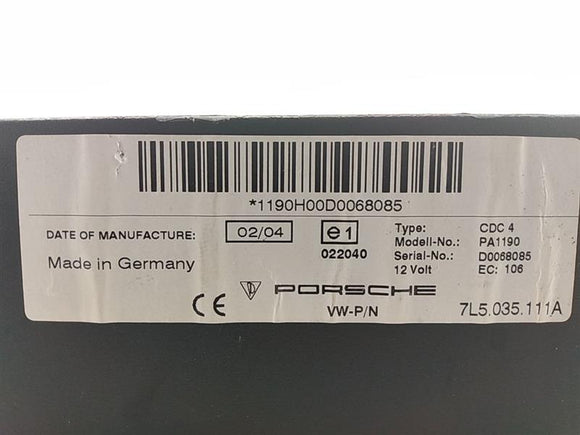 *1190H00D0068085
DATE OF MANUFACTURE: 02/04 e1 Type: CDC 4
022040 Modell-No.: PA1190
Made in Germany Serial-No.: D0068085
12 Volt EC: 106
CE PORSCHE
VW-P/N 7L5.035.111A